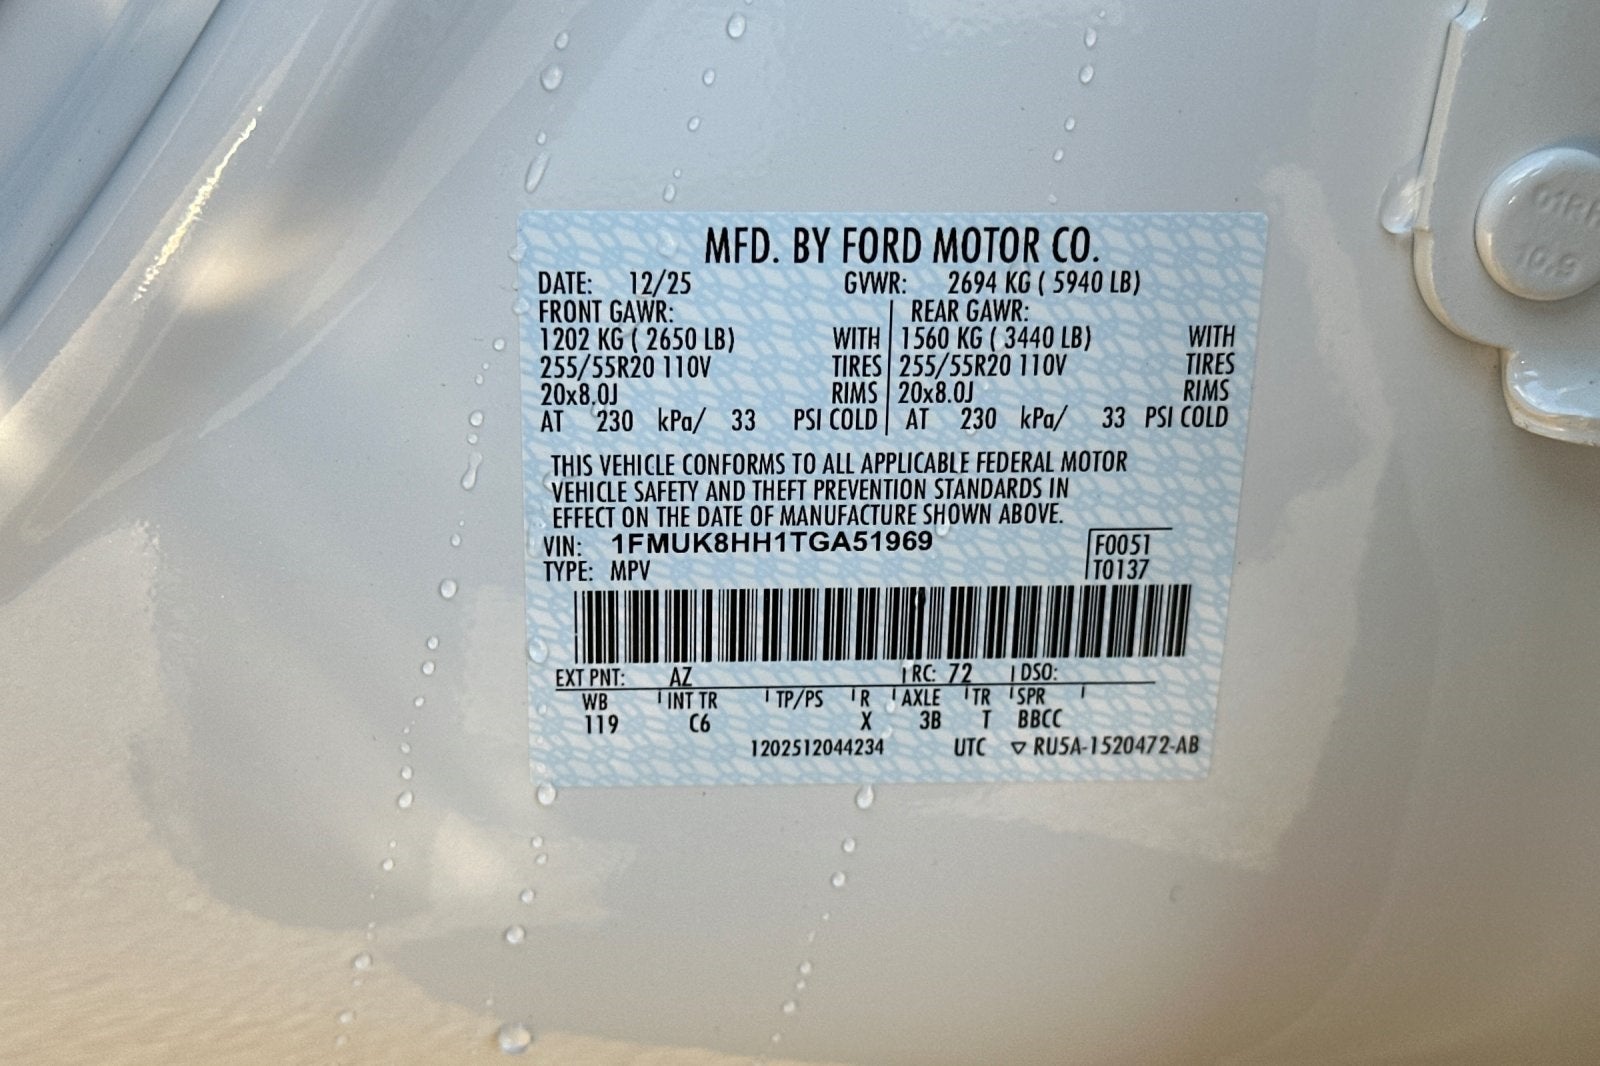 MFD. BY FORD MOTOR CO.
DATE: 12/25 GVWR: 2694 KG ( 5940 LB)
FRONT GAWR: REAR GAWR:
1202 KG ( 2650 LB) WITH 1560 KG ( 3440 LB) WITH
255/55R20 110V TIRES 255/55R20 110V TIRES
20x8.0J RIMS 20x8.0J RIMS
AT 230 kPa/ 33 PSI COLD AT 230 kPa/ 33 PSI COLD
THIS VEHICLE CONFORMS TO ALL APPLICABLE FEDERAL MOTOR
VEHICLE SAFETY AND THEFT PREVENTION STANDARDS IN
EFFECT ON THE DATE OF MANUFACTURE SHOWN ABOVE.
VIN: 1FMUK8HH1TGA51969 F0051
TYPE: MPV T0137
EXT PNT: AZ RC: 72 DSO:
WB INT TR TP/PS R AXLE TR SPR
119 C6 X 3B T BBCC
1202512044234 UTC ▽ RU5A-1520472-AB
10.9